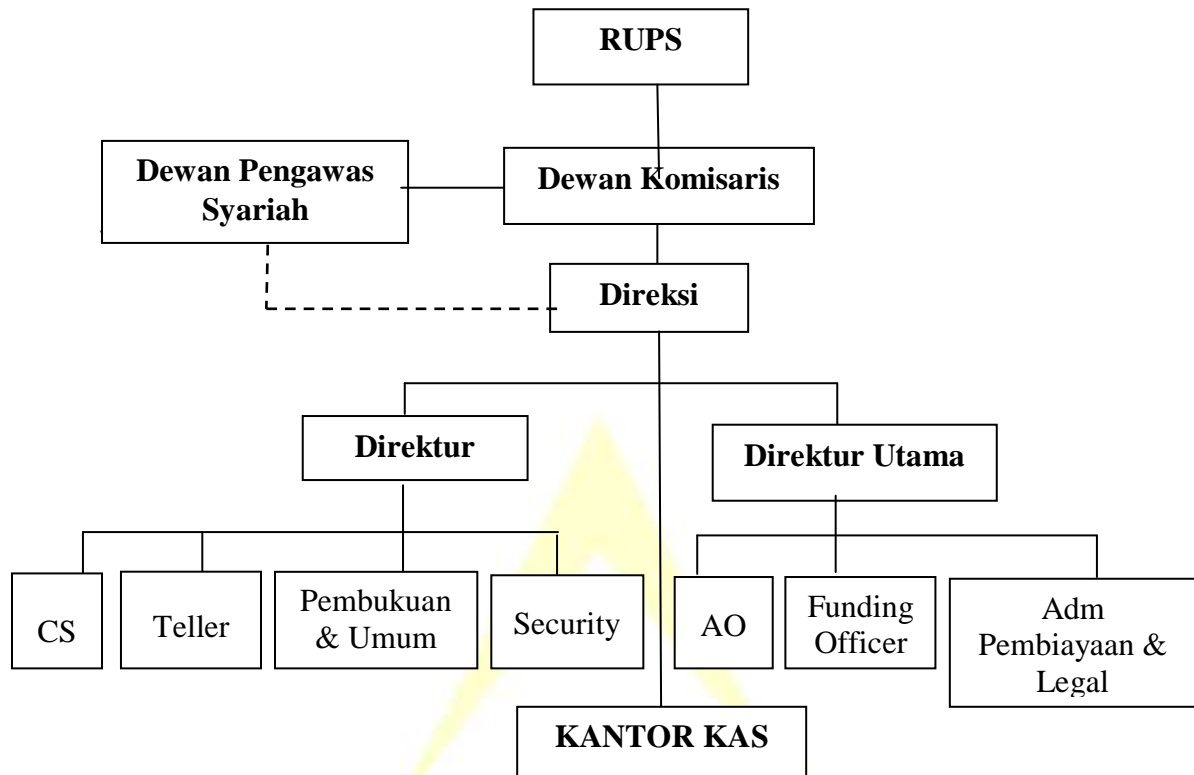 RUPS
Dewan Pengawas
Syariah
Dewan Komisaris
Direksi
Direktur
Direktur Utama
CS
Teller
Pembukuan
& Umum
Security
AO
Funding
Officer
Adm
Pembiayaan &
Legal
KANTOR KAS